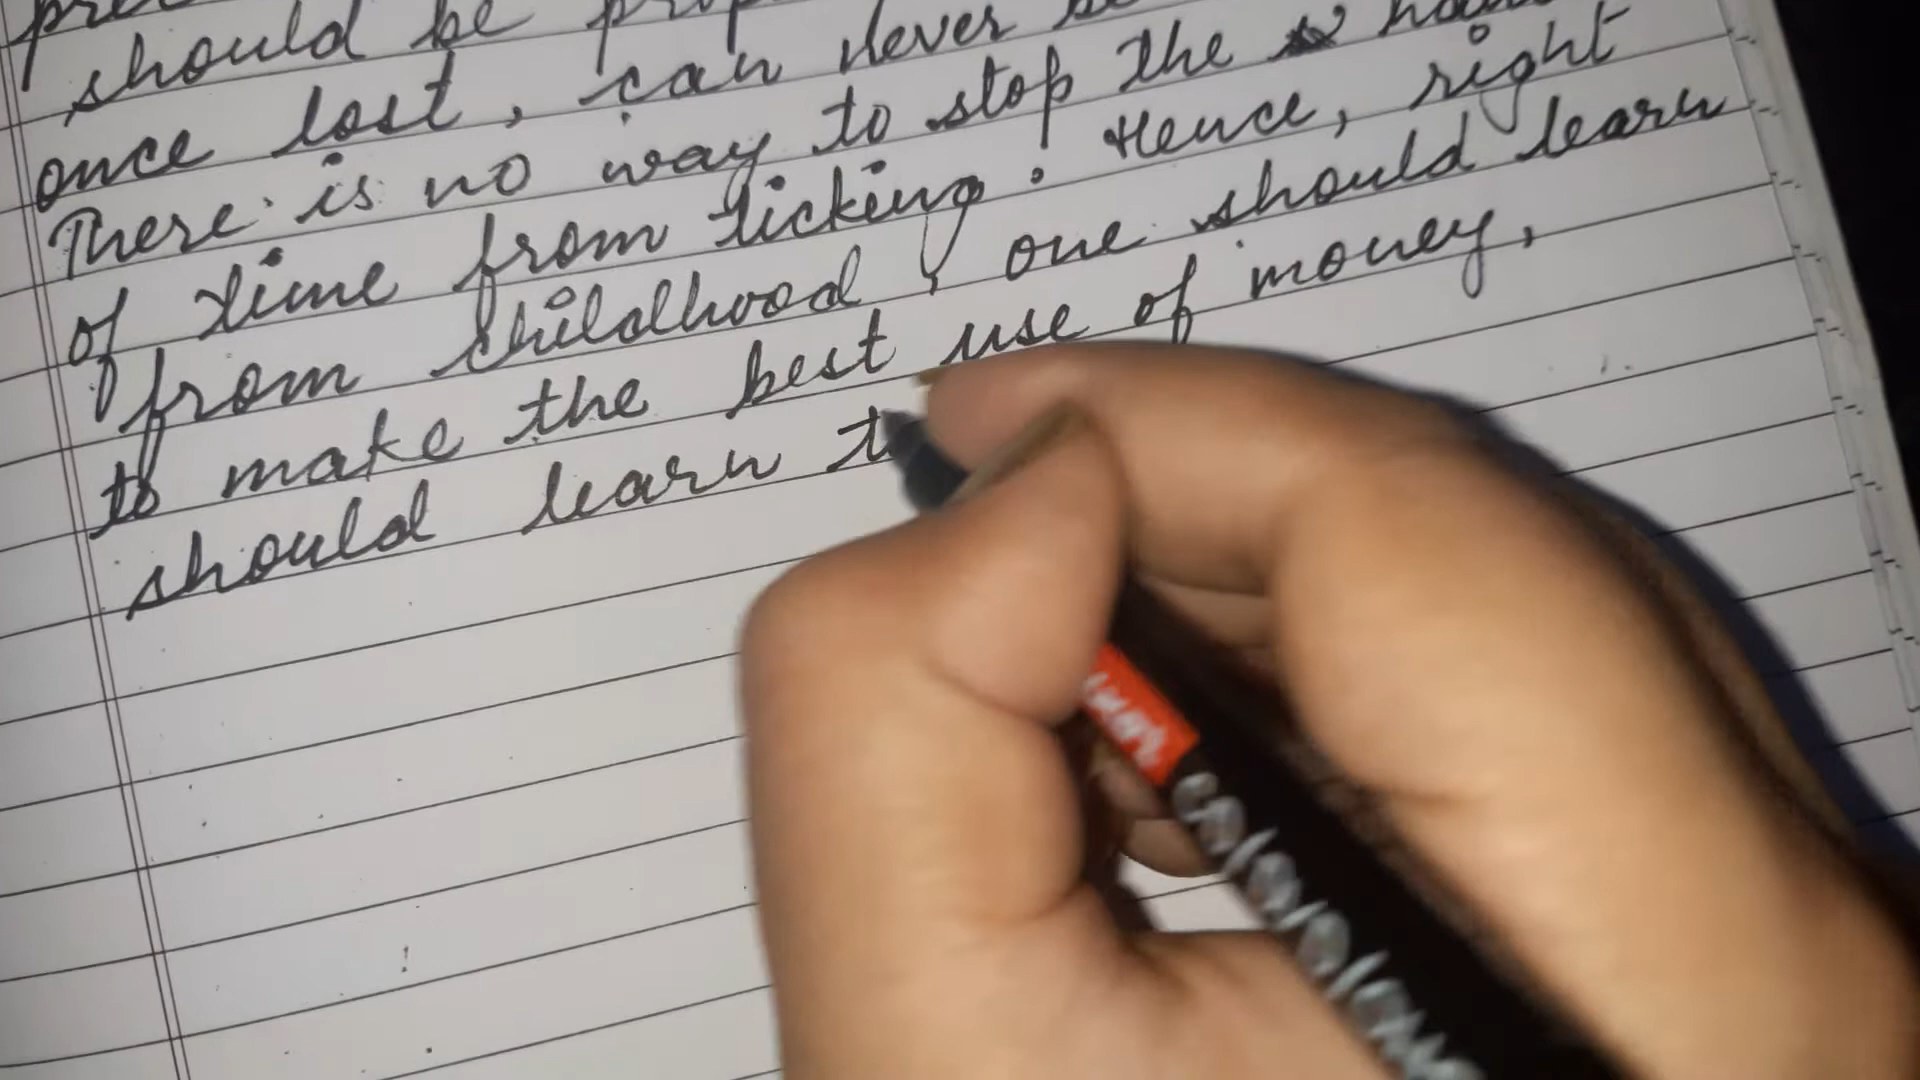 should be
once lost, can never
There is no way to stop the
of time from ticking. Hence, right
from childhood, one should learn
to make the best use of money,
should learn t